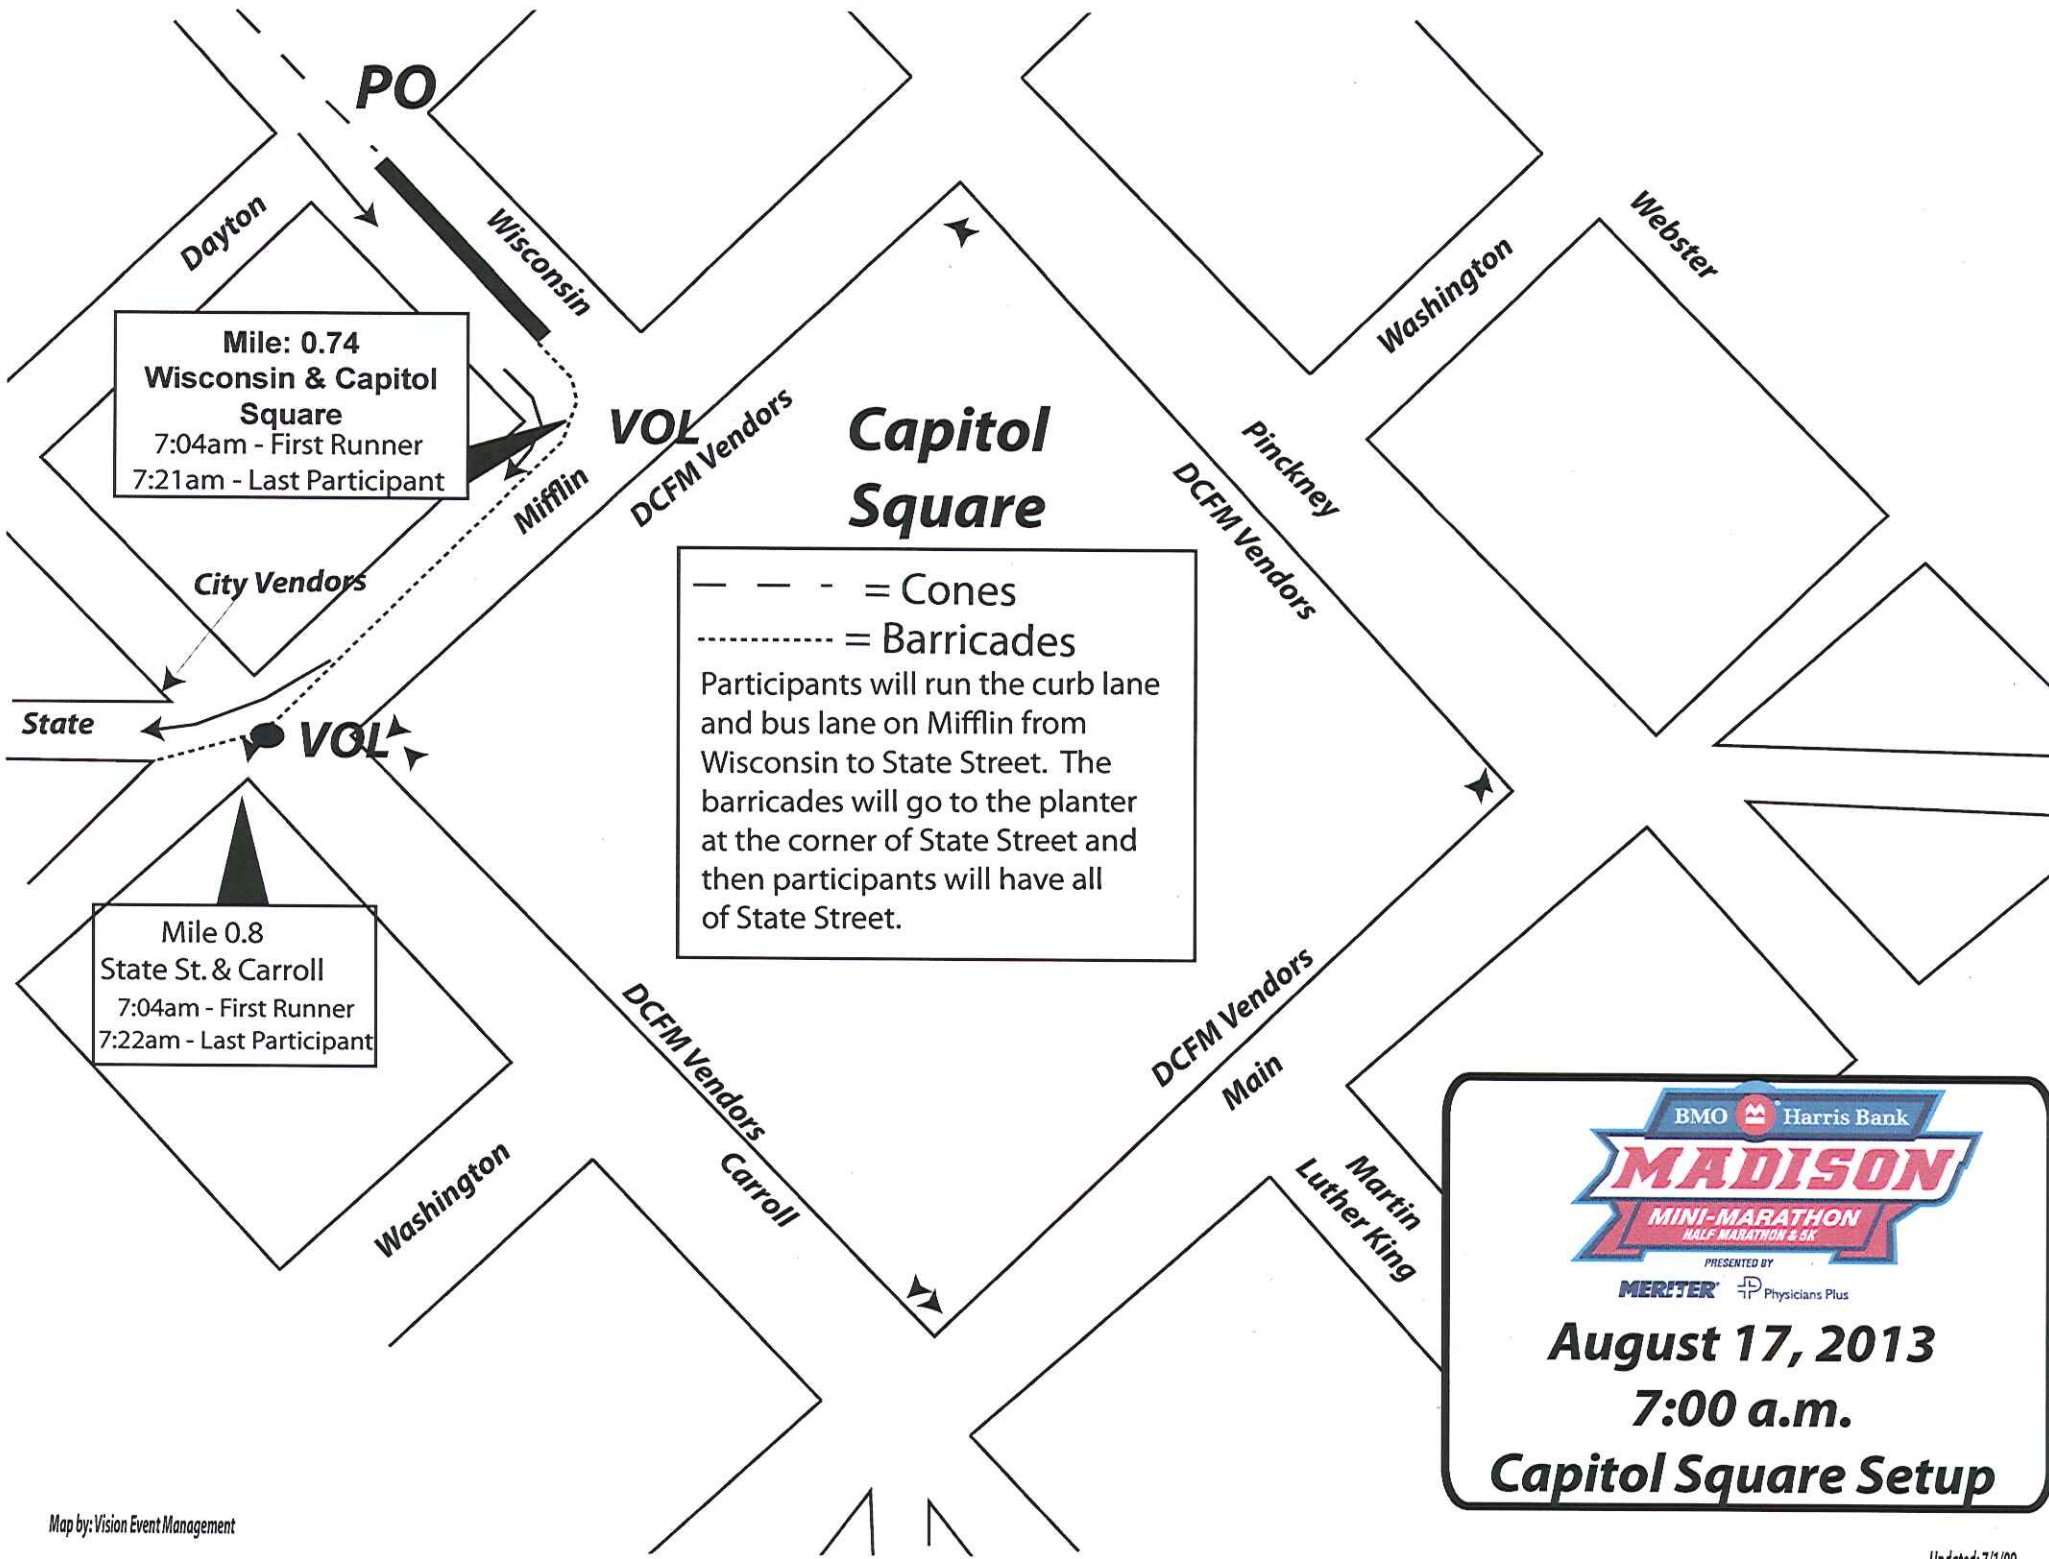 PO
Dayton
Wisconsin
Webster
Washington
Mile: 0.74
Wisconsin & Capitol
Square
7:04am - First Runner
7:21am - Last Participant
VOL
DCFM Vendors
Mifflin
Capitol
Square
Pinckney
DCFM Vendors
City Vendors
State
VOL
= Cones
= Barricades
Participants will run the curb lane
and bus lane on Mifflin from
Wisconsin to State Street. The
barricades will go to the planter
at the corner of State Street and
then participants will have all
of State Street.
Mile 0.8
State St. & Carroll
7:04am - First Runner
7:22am - Last Participant
DCFM Vendors
Carroll
Washington
DCFM Vendors
Main
Martin
Luther King
BMO Harris Bank
MADISON
MINI-MARATHON
HALF MARATHON & 5K
PRESENTED BY
MERITER Physicians Plus
August 17, 2013
7:00 a.m.
Capitol Square Setup
Map by: Vision Event Management
Updated: 7/1/09